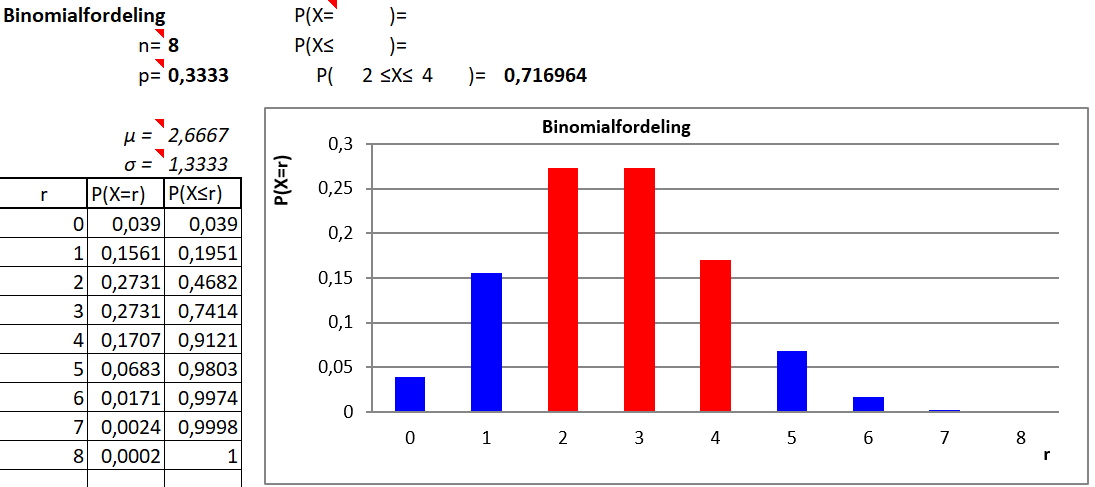 Binomialfordeling P(X= )=
n= 8 P(X≤ )=
p= 0,3333 P( 2 ≤X≤ 4 )= 0,716964
μ = 2,6667
σ = 1,3333
r P(X=r) P(X≤r)
0 0,039 0,039
1 0,1561 0,1951
2 0,2731 0,4682
3 0,2731 0,7414
4 0,1707 0,9121
5 0,0683 0,9803
6 0,0171 0,9974
7 0,0024 0,9998
8 0,0002 1
Binomialfordeling
P(X=r)
0,3
0,25
0,2
0,15
0,1
0,05
0
0 1 2 3 4 5 6 7 8
r